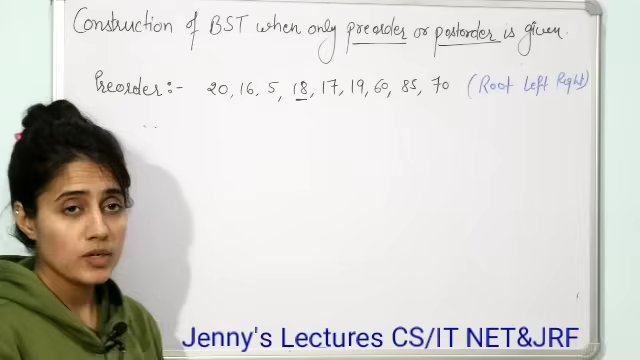 Construction of BST when only preorder or postorder is given.
Preorder:- 20, 16, 5, 18, 17, 19, 60, 85, 70 (Root Left Right)
Jenny's Lectures CS/IT NET&JRF